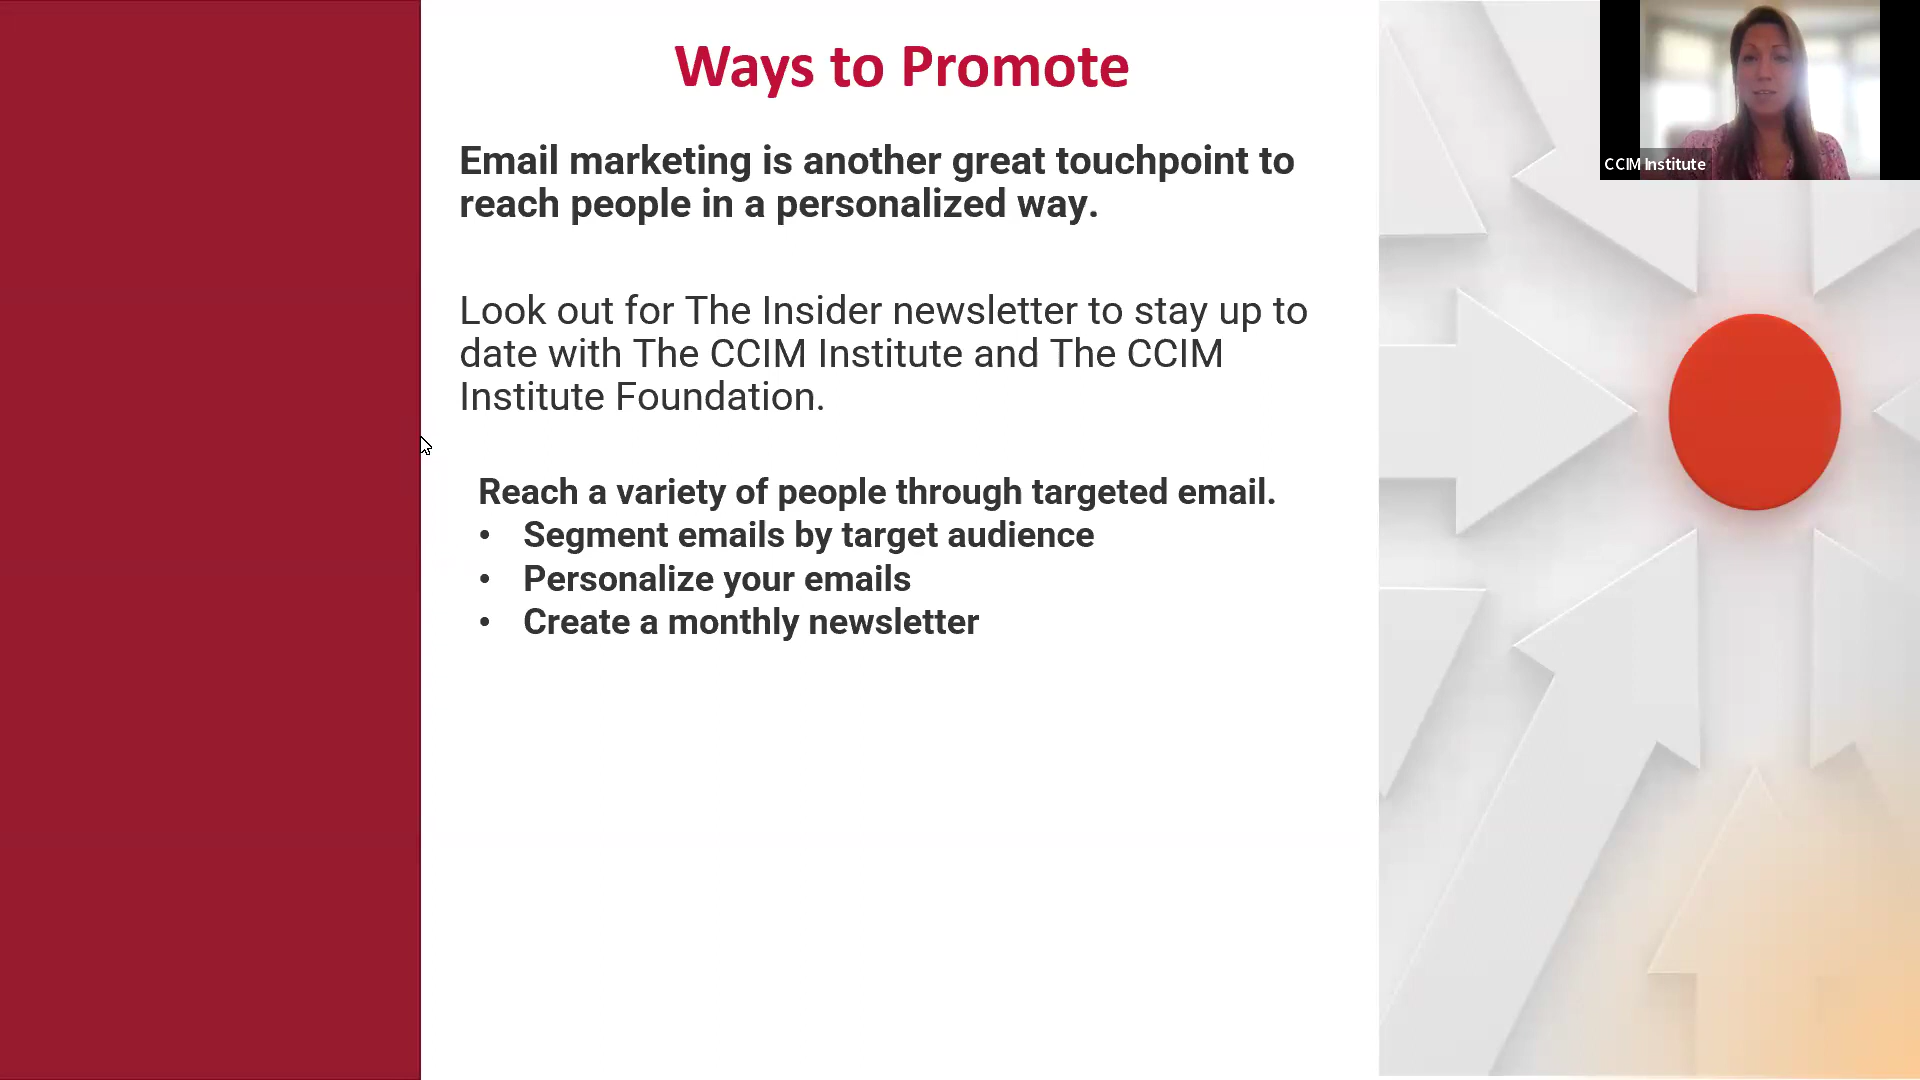 Ways to Promote
CCIM Institute
Email marketing is another great touchpoint to
reach people in a personalized way.
Look out for The Insider newsletter to stay up to
date with The CCIM Institute and The CCIM
Institute Foundation.
Reach a variety of people through targeted email.
• Segment emails by target audience
• Personalize your emails
• Create a monthly newsletter